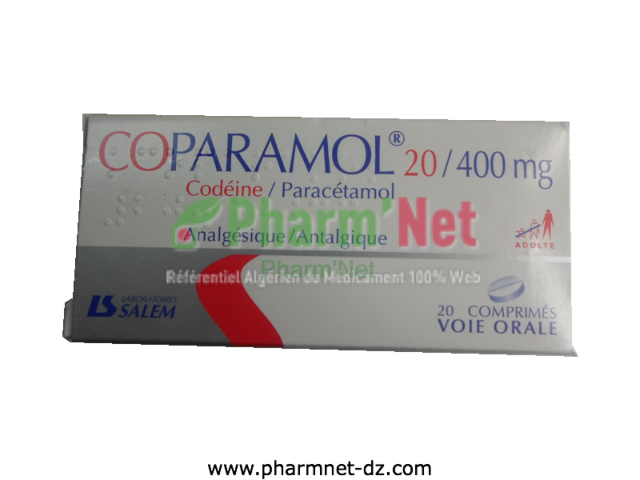 COPARAMOL® 20/400 mg
Codéine / Paracétamol
Pharm'Net
Analgésique/Antalgique
ADULTE
Pharm'Net
Référentiel Algérien du Médicament 100% Web
LS LABORATOIRES
SALEM
20 COMPRIMÉS
VOIE ORALE
www.pharmnet-dz.com